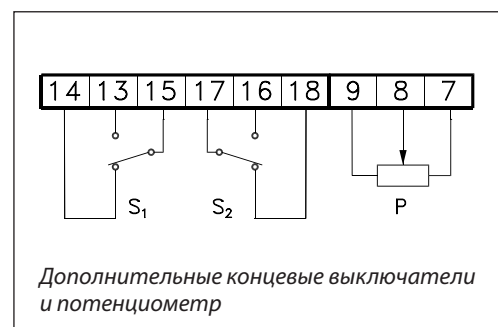 14 13 15 17 16 18 9 8 7
S₁ S₂ P
Дополнительные концевые выключатели
и потенциометр